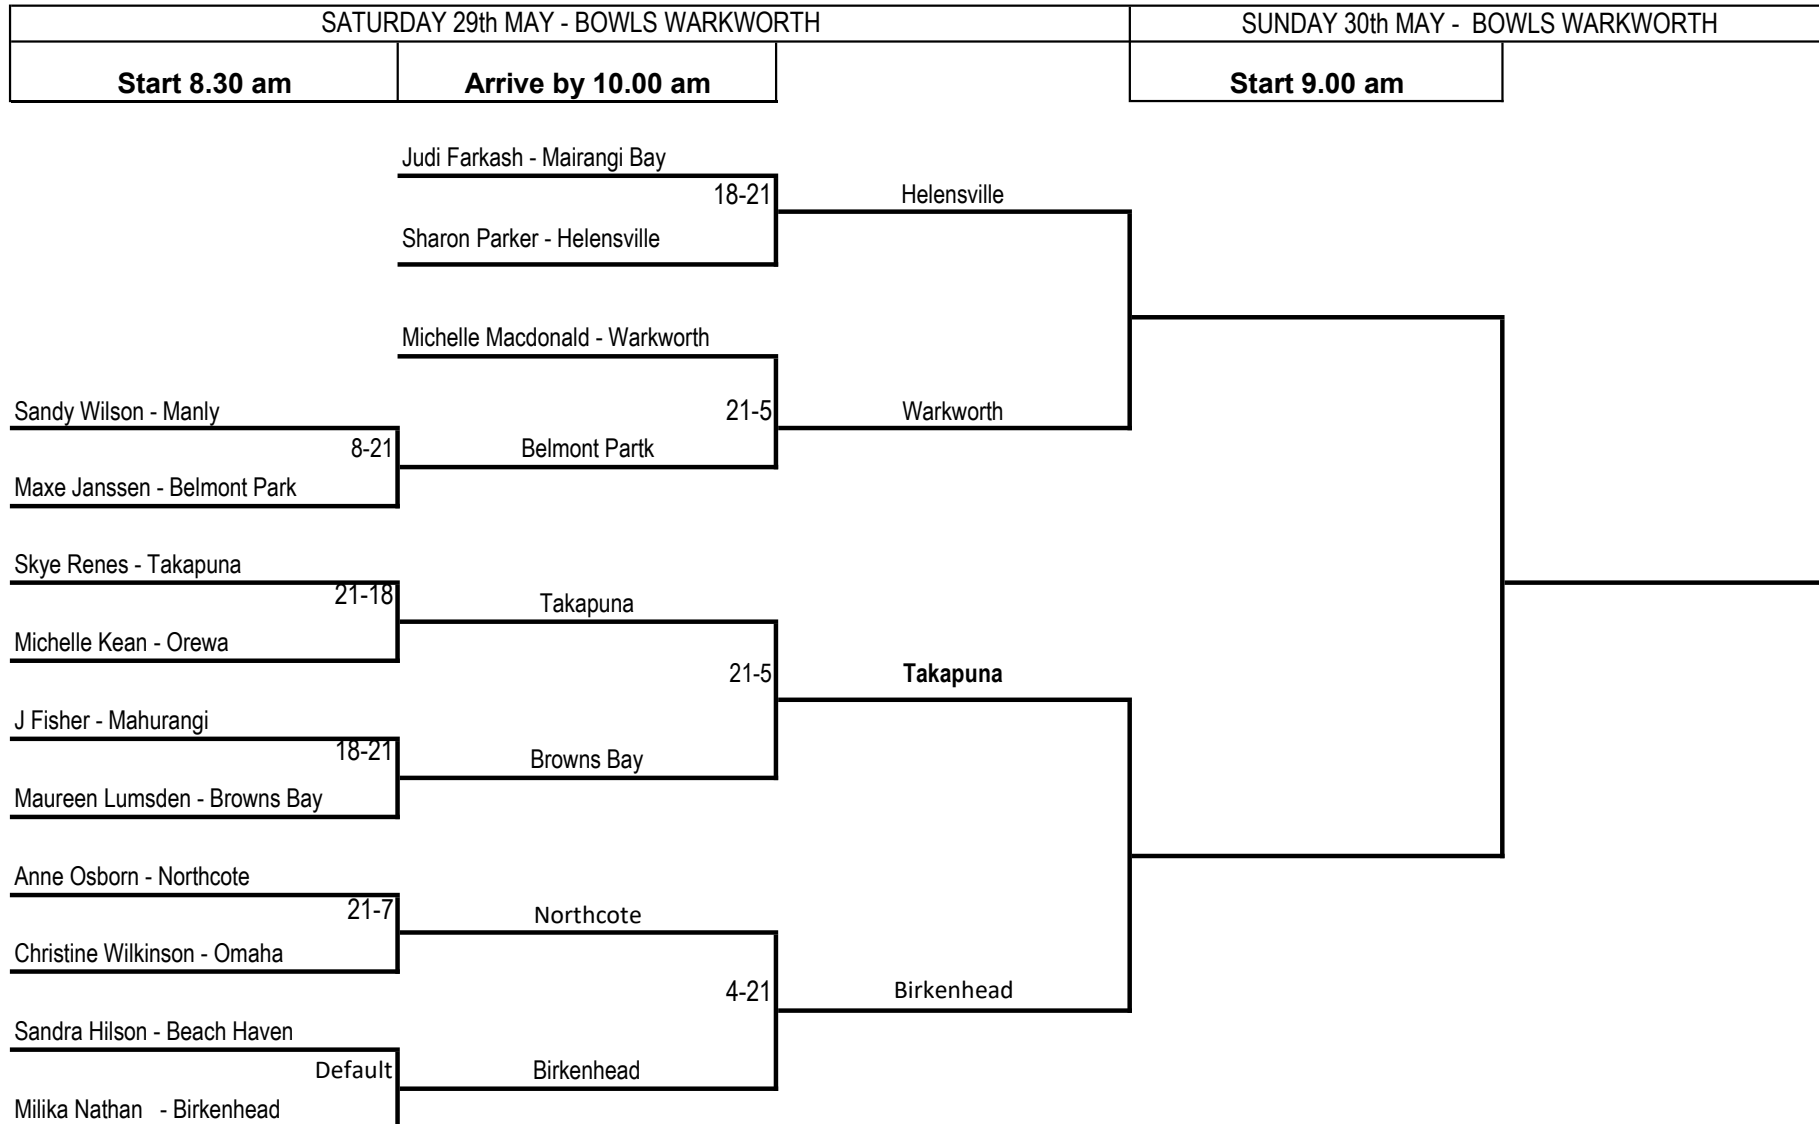 SATURDAY 29th MAY - BOWLS WARKWORTH
SUNDAY 30th MAY - BOWLS WARKWORTH
Start 8.30 am
Arrive by 10.00 am
Start 9.00 am
Judi Farkash - Mairangi Bay
18-21
Helensville
Sharon Parker - Helensville
Michelle Macdonald - Warkworth
Sandy Wilson - Manly
21-5
Warkworth
8-21
Belmont Partk
Maxe Janssen - Belmont Park
Skye Renes - Takapuna
21-18
Takapuna
Michelle Kean - Orewa
21-5
Takapuna
J Fisher - Mahurangi
18-21
Browns Bay
Maureen Lumsden - Browns Bay
Anne Osborn - Northcote
21-7
Northcote
Christine Wilkinson - Omaha
4-21
Birkenhead
Sandra Hilson - Beach Haven
Default
Birkenhead
Milika Nathan - Birkenhead